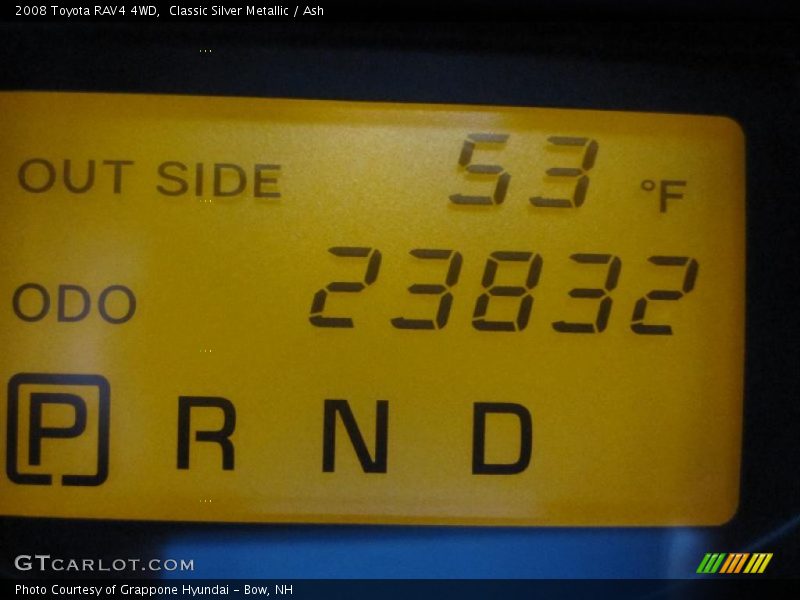 2008 Toyota RAV4 4WD,  Classic Silver Metallic / Ash
OUT SIDE 53 °F
ODO 23832
P R N D
GTCARLOT.COM
Photo Courtesy of Grappone Hyundai - Bow, NH